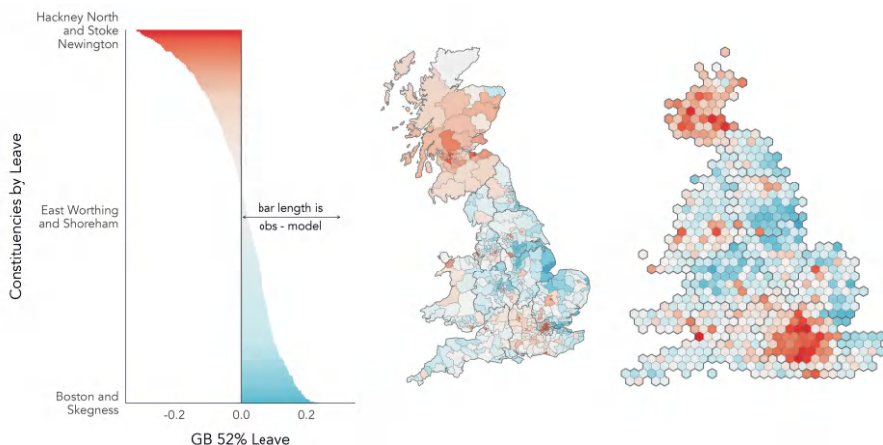 Hackney North
and Stoke
Newington
Constituencies by Leave
East Worthing
and Shoreham
bar length is
obs - model
Boston and
Skegness
-0.2
0.0
0.2
GB 52% Leave